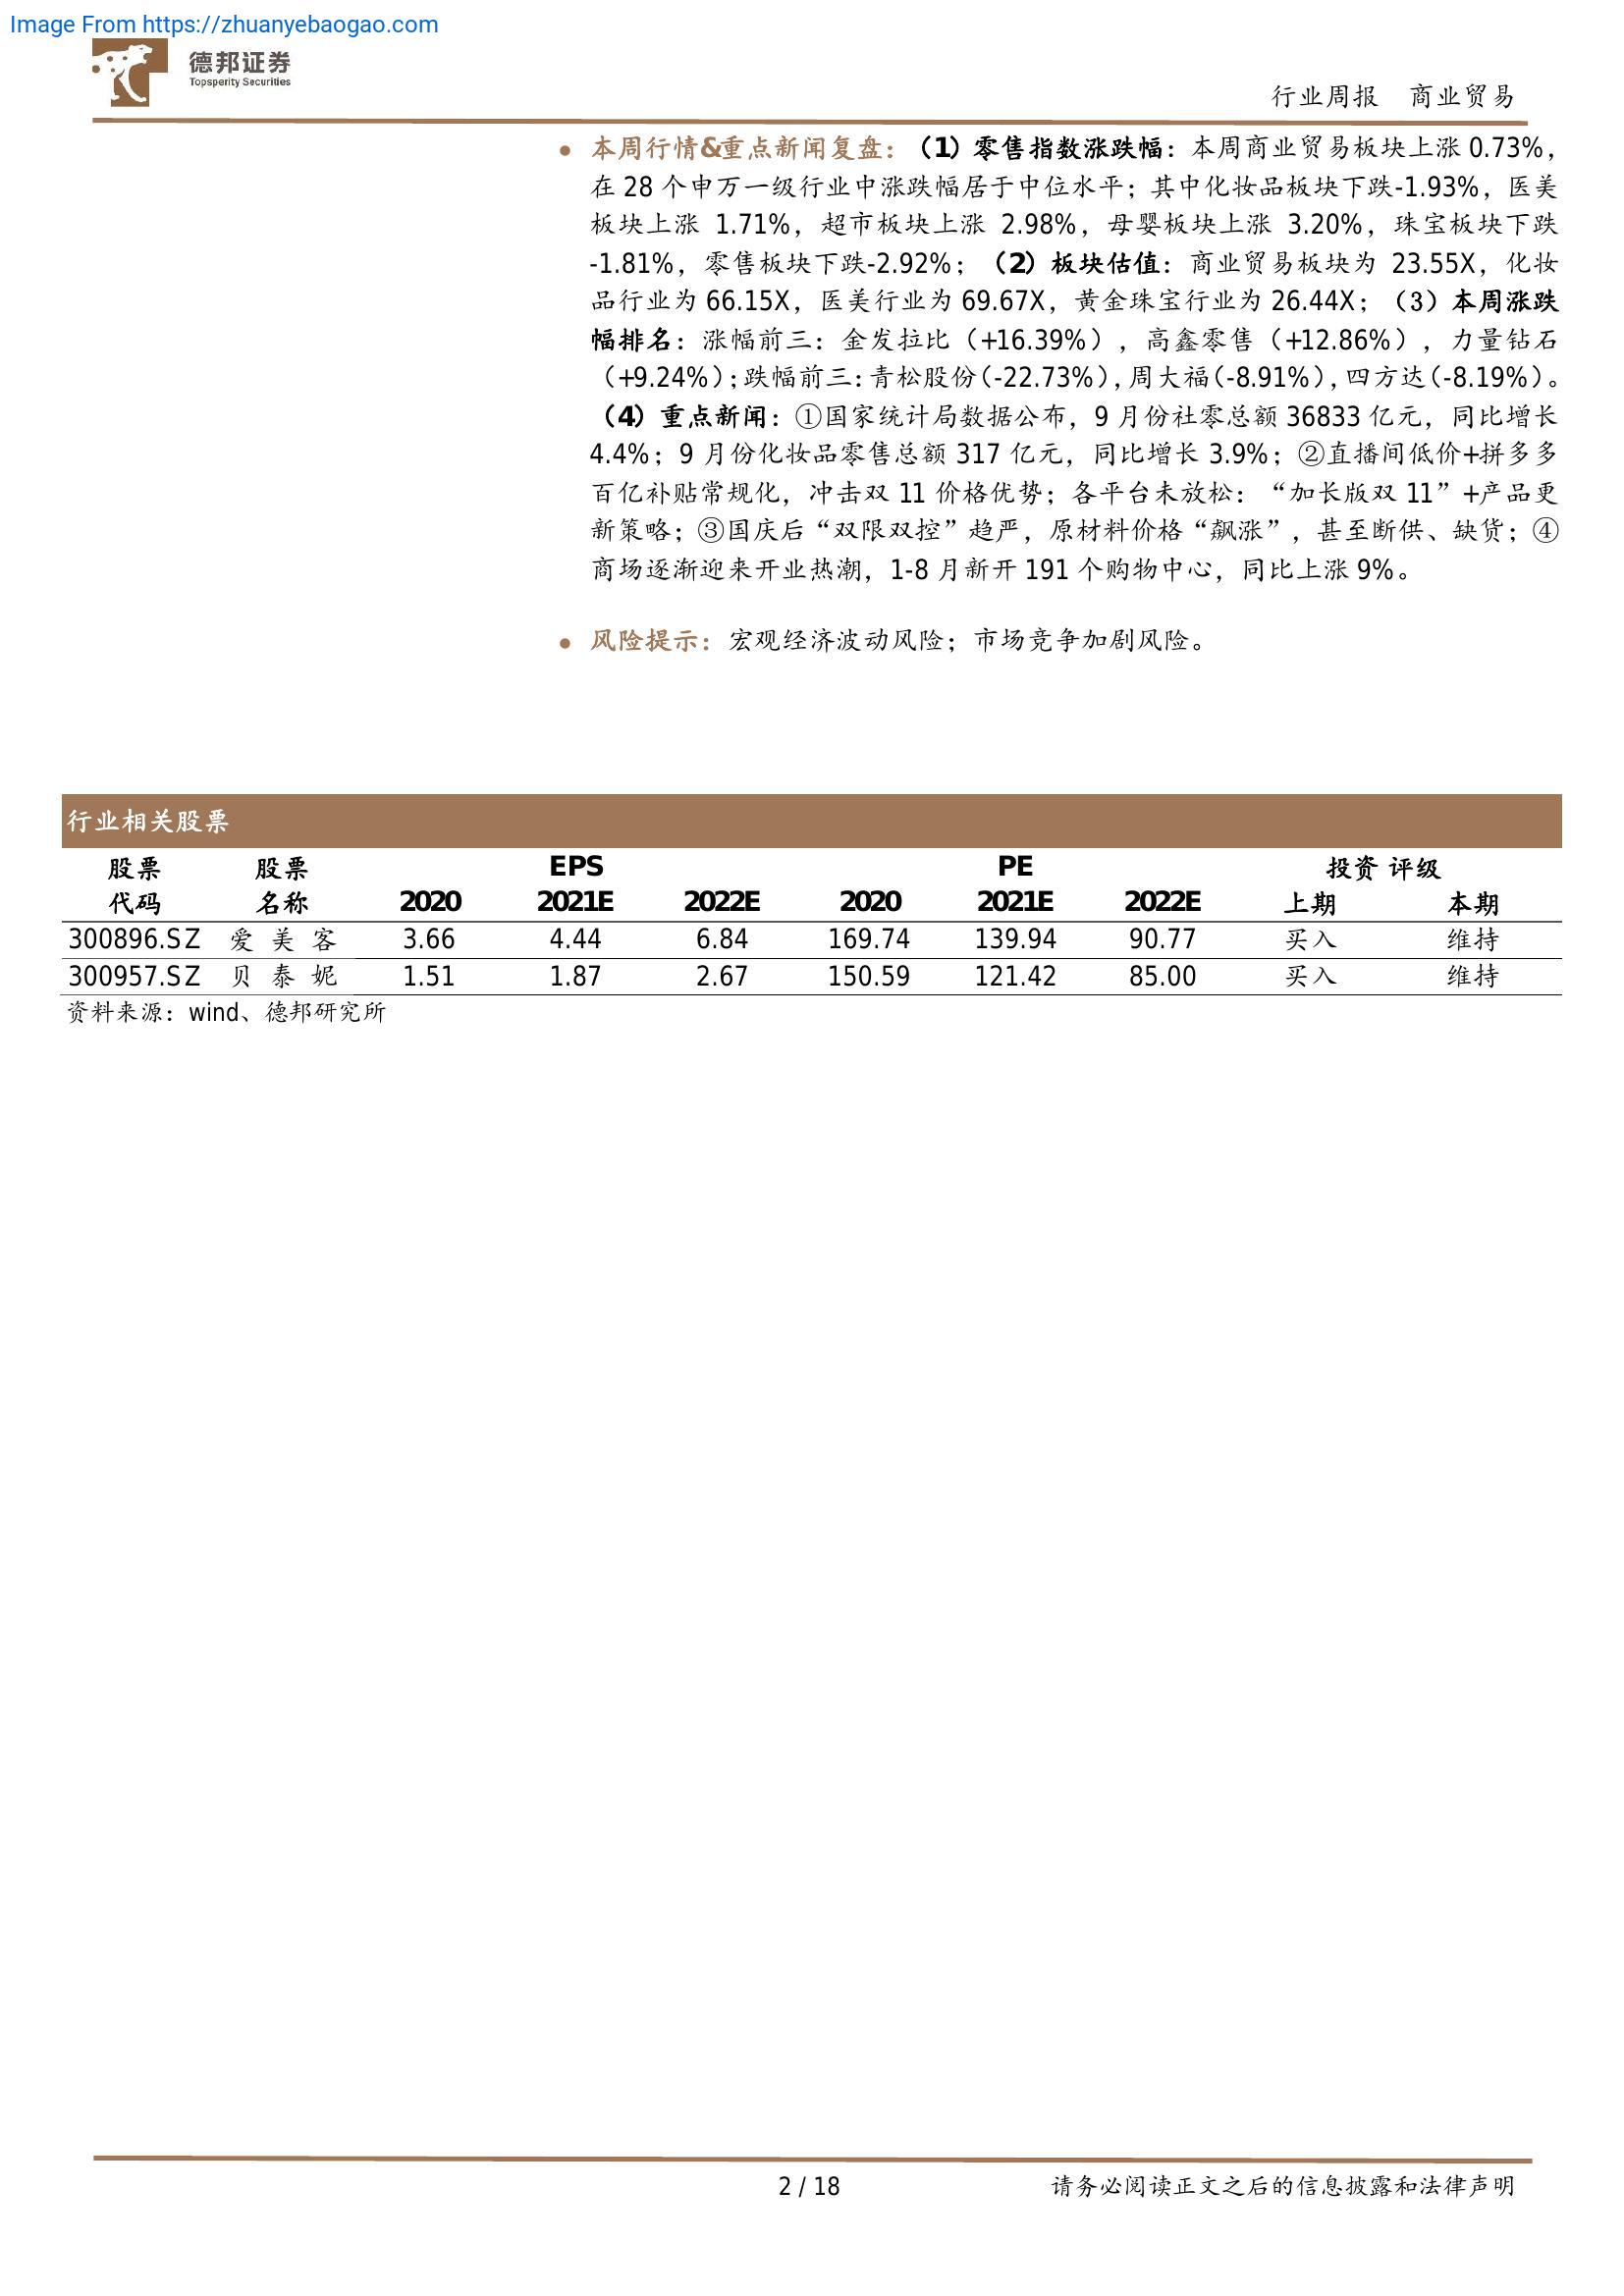 Image From https://zhuanyebaogao.com
德邦证券
Topsperity Securities
行业周报 商业贸易
● 本周行情&重点新闻复盘：（1）零售指数涨跌幅：本周商业贸易板块上涨 0.73%，
在 28 个申万一级行业中涨跌幅居于中位水平；其中化妆品板块下跌-1.93%，医美
板块上涨 1.71%，超市板块上涨 2.98%，母婴板块上涨 3.20%，珠宝板块下跌
-1.81%，零售板块下跌-2.92%；（2）板块估值：商业贸易板块为 23.55X，化妆
品行业为 66.15X，医美行业为 69.67X，黄金珠宝行业为 26.44X；（3）本周涨跌
幅排名：涨幅前三：金发拉比（+16.39%），高鑫零售（+12.86%），力量钻石
（+9.24%）；跌幅前三：青松股份（-22.73%），周大福（-8.91%），四方达（-8.19%）。
（4）重点新闻：①国家统计局数据公布，9 月份社零总额 36833 亿元，同比增长
4.4%；9 月份化妆品零售总额 317 亿元，同比增长 3.9%；②直播间低价+拼多多
百亿补贴常规化，冲击双 11 价格优势；各平台未放松：“加长版双 11”+产品更
新策略；③国庆后“双限双控”趋严，原材料价格“飙涨”，甚至断供、缺货；④
商场逐渐迎来开业热潮，1-8 月新开 191 个购物中心，同比上涨 9%。
● 风险提示：宏观经济波动风险；市场竞争加剧风险。
行业相关股票
股票 股票 EPS PE 投资 评级
代码 名称 2020 2021E 2022E 2020 2021E 2022E 上期 本期
300896.SZ 爱 美 客 3.66 4.44 6.84 169.74 139.94 90.77 买入 维持
300957.SZ 贝 泰 妮 1.51 1.87 2.67 150.59 121.42 85.00 买入 维持
资料来源：wind、德邦研究所
2 / 18 请务必阅读正文之后的信息披露和法律声明